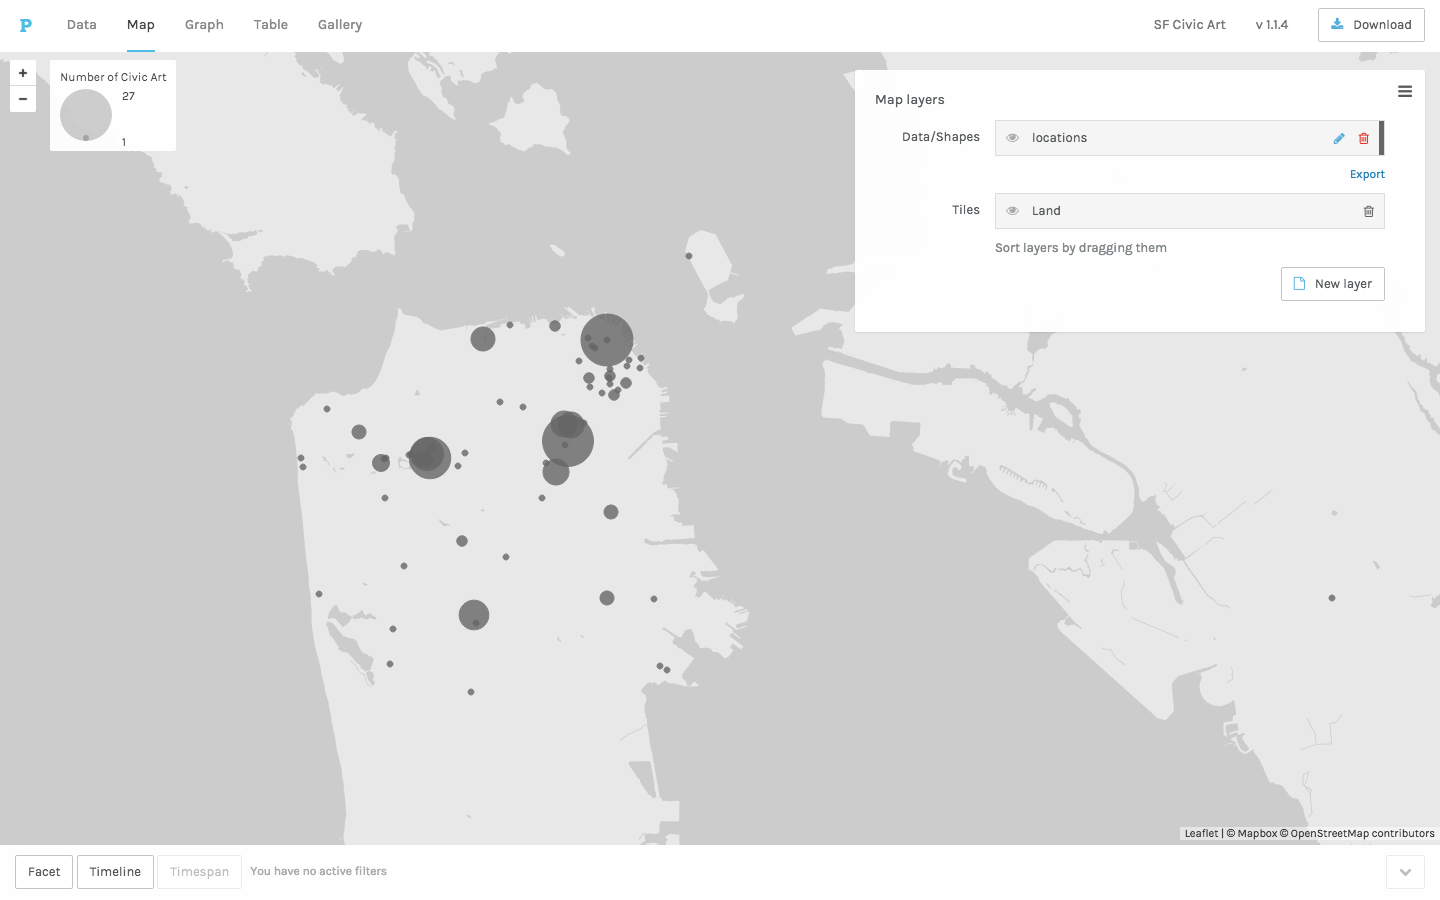 P Data Map Graph Table Gallery SF Civic Art v 1.1.4 Download
+
−
Number of Civic Art
27
1
Map layers
Data/Shapes locations
Export
Tiles Land
Sort layers by dragging them
New layer
Leaflet | © Mapbox © OpenStreetMap contributors
Facet Timeline Timespan You have no active filters